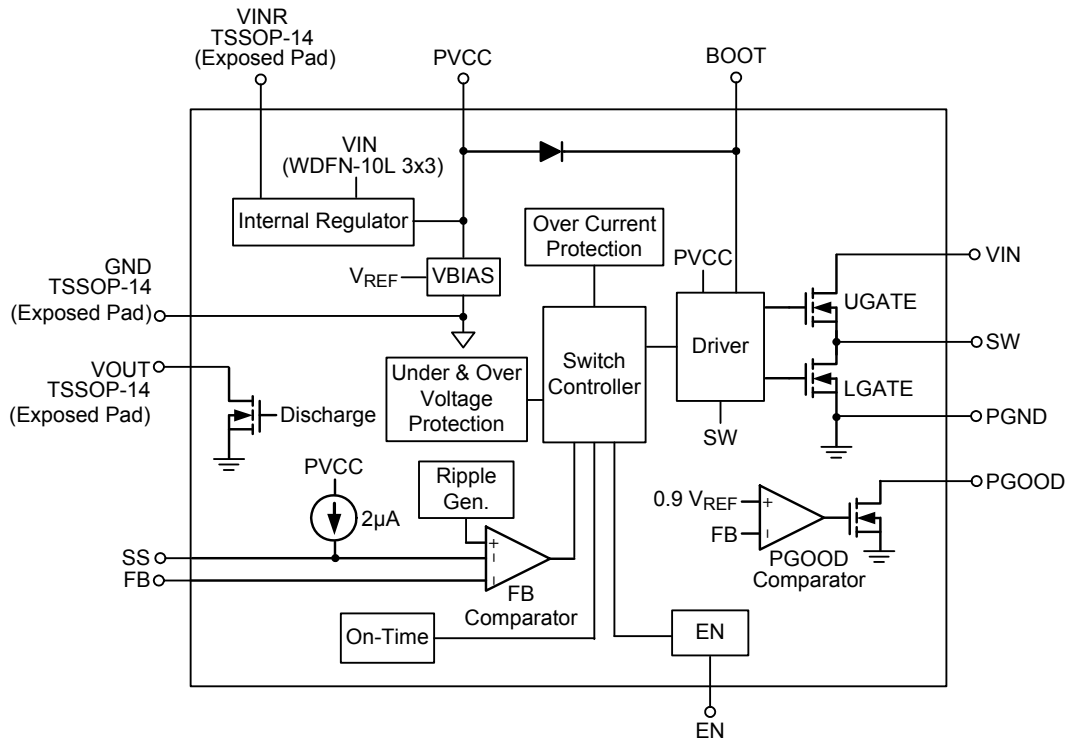 VINR
TSSOP-14
(Exposed Pad)
PVCC
BOOT
VIN
(WDFN-10L 3x3)
Internal Regulator
Over Current
Protection
VREF
VBIAS
PVCC
VIN
GND
TSSOP-14
(Exposed Pad)
UGATE
Switch
Controller
Driver
SW
VOUT
TSSOP-14
(Exposed Pad)
Under & Over
Voltage
Protection
LGATE
Discharge
SW
PGND
PVCC
2µA
Ripple
Gen.
+
-
-
FB
Comparator
0.9 VREF
FB
+
-
PGOOD
Comparator
PGOOD
SS
FB
On-Time
EN
EN